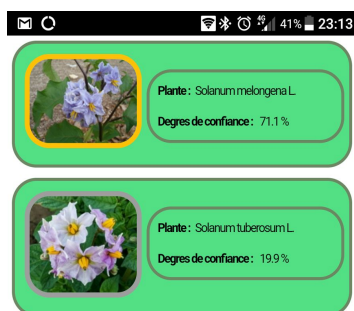 4G 41% 23:13
Plante : Solanum melongena L.
Degres de confiance : 71.1 %
Plante : Solanum tuberosum L.
Degres de confiance : 19.9 %